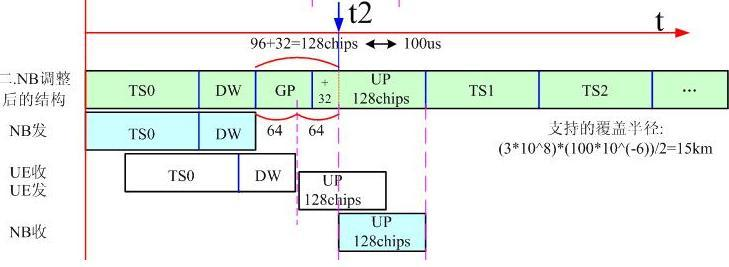 t2
t
96+32=128chips
100us
二.NB调整
后的结构
TS0
DW
GP
+
32
UP
128chips
TS1
TS2
...
NB发
TS0
DW
64
64
支持的覆盖半径:
(3*10^8)*(100*10^(-6))/2=15km
UE收
UE发
TS0
DW
UP
128chips
NB收
UP
128chips